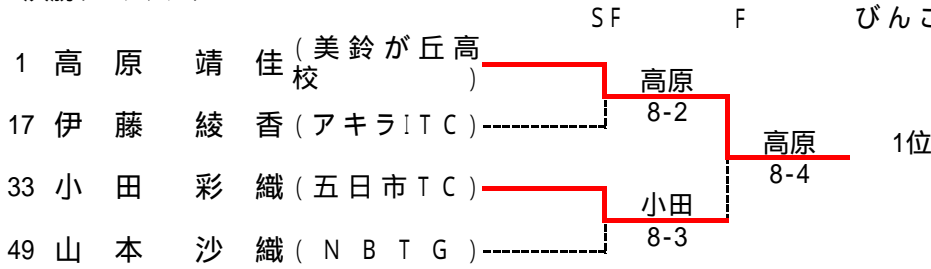 SF F びんご
1 高原 靖佳 (美鈴が丘高校)
高原
8-2
17 伊藤 綾香 (アキラITC)
高原 1位
8-4
33 小田 彩織 (五日市TC)
小田
8-3
49 山本 沙織 (NBTG)